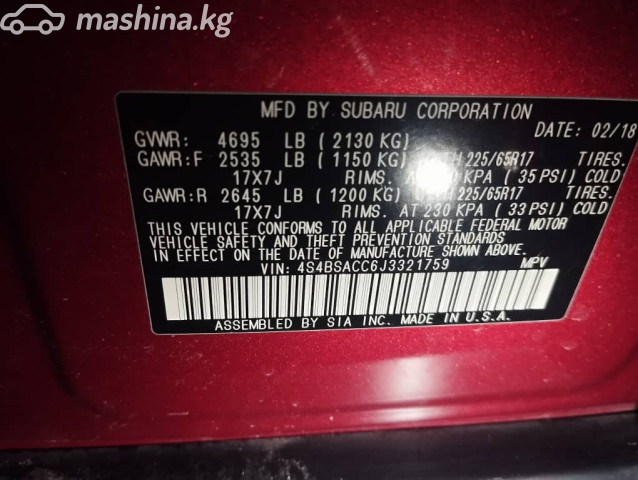 mashina.kg
MFD BY SUBARU CORPORATION
DATE: 02/18
GVWR: 4695 LB (2130 KG)
GAWR:F 2535 LB (1150 KG) 225/65R17 TIRES.
17X7J RIMS. AT KPA (35 PSI) COLD
GAWR:R 2645 LB (1200 KG) 225/65R17 TIRES.
17X7J RIMS. AT 230 KPA (33 PSI) COLD
THIS VEHICLE CONFORMS TO ALL APPLICABLE FEDERAL MOTOR
VEHICLE SAFETY AND THEFT PREVENTION STANDARDS
IN EFFECT ON THE DATE OF MANUFACTURE SHOWN ABOVE.
VIN: 4S4BSACC6J3321759 MPV
ASSEMBLED BY SIA INC. MADE IN U.S.A.